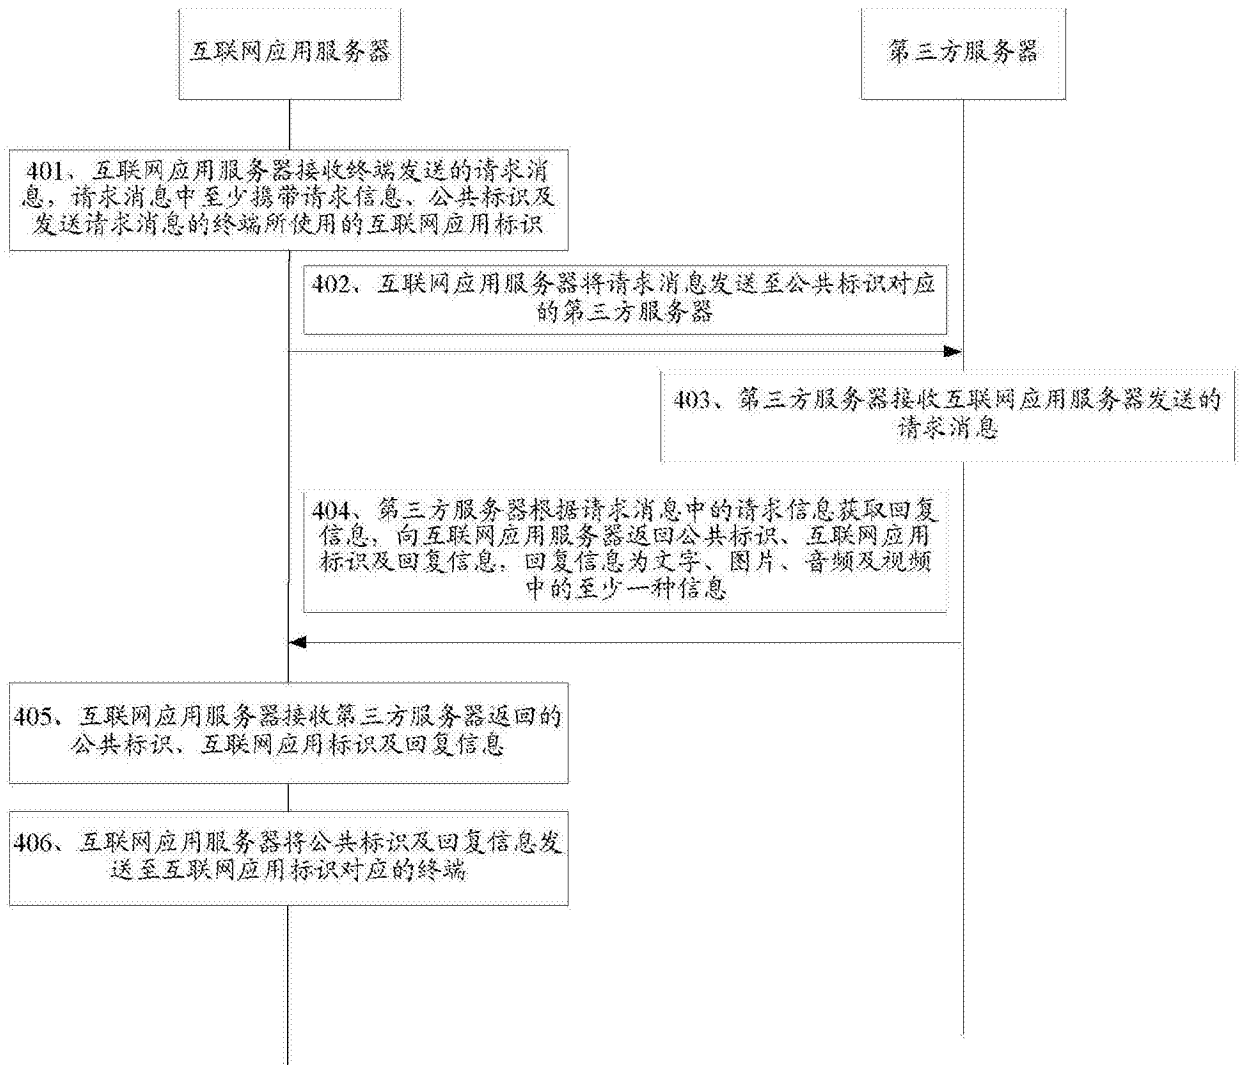 互联网应用服务器
第三方服务器
401、互联网应用服务器接收终端发送的请求消
息，请求消息中至少携带请求信息、公共标识及
发送请求消息的终端所使用的互联网应用标识
402、互联网应用服务器将请求消息发送至公共标识对应
的第三方服务器
403、第三方服务器接收互联网应用服务器发送的
请求消息
404、第三方服务器根据请求消息中的请求信息获取回复
信息，向互联网应用服务器返回公共标识、互联网应用
标识及回复信息，回复信息为文字、图片、音频及视频
中的至少一种信息
405、互联网应用服务器接收第三方服务器返回的
公共标识、互联网应用标识及回复信息
406、互联网应用服务器将公共标识及回复信息发
送至互联网应用标识对应的终端